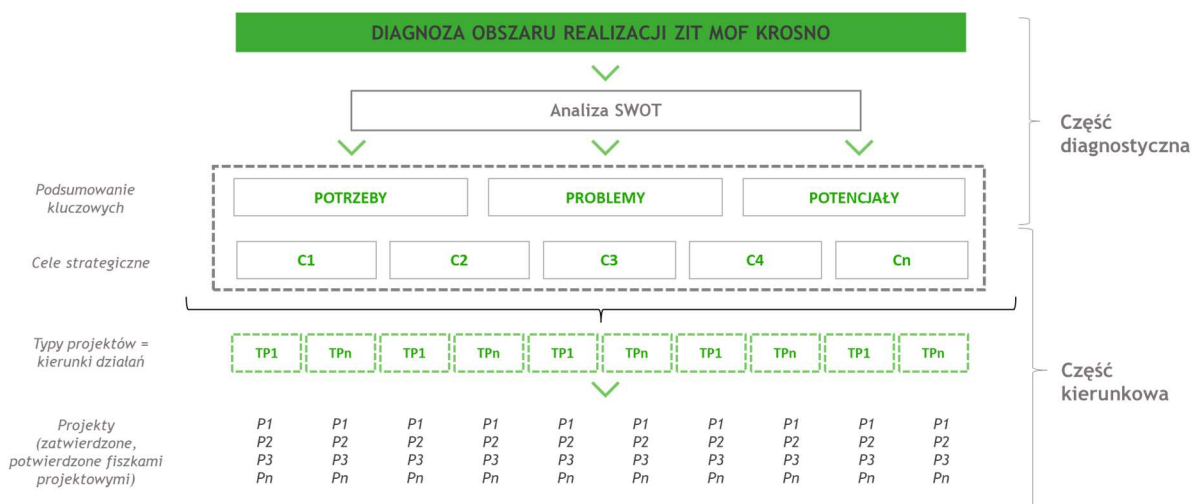 DIAGNOZA OBSZARU REALIZACJI ZIT MOF KROSNO
Analiza SWOT
Część
diagnostyczna
Podsumowanie
kluczowych
POTRZEBY PROBLEMY POTENCJAŁY
Cele strategiczne
C1 C2 C3 C4 Cn
Typy projektów =
kierunki działań
TP1 TPn TP1 TPn TP1 TPn TP1 TPn TP1 TPn
Część
kierunkowa
Projekty
(zatwierdzone,
potwierdzone fiszkami
projektowymi)
P1 P1 P1 P1 P1 P1 P1 P1 P1 P1
P2 P2 P2 P2 P2 P2 P2 P2 P2 P2
P3 P3 P3 P3 P3 P3 P3 P3 P3 P3
Pn Pn Pn Pn Pn Pn Pn Pn Pn Pn